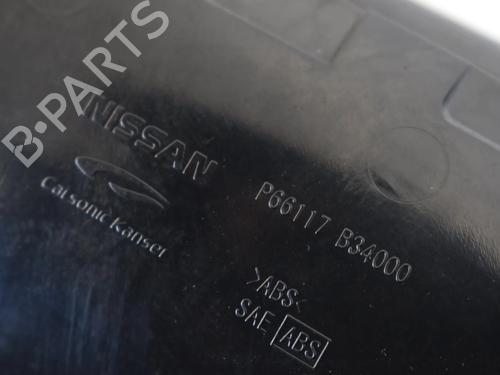 B·PARTS
NISSAN
Calsonic Kansei
P66117 B34000
>ABS<
SAE ABS